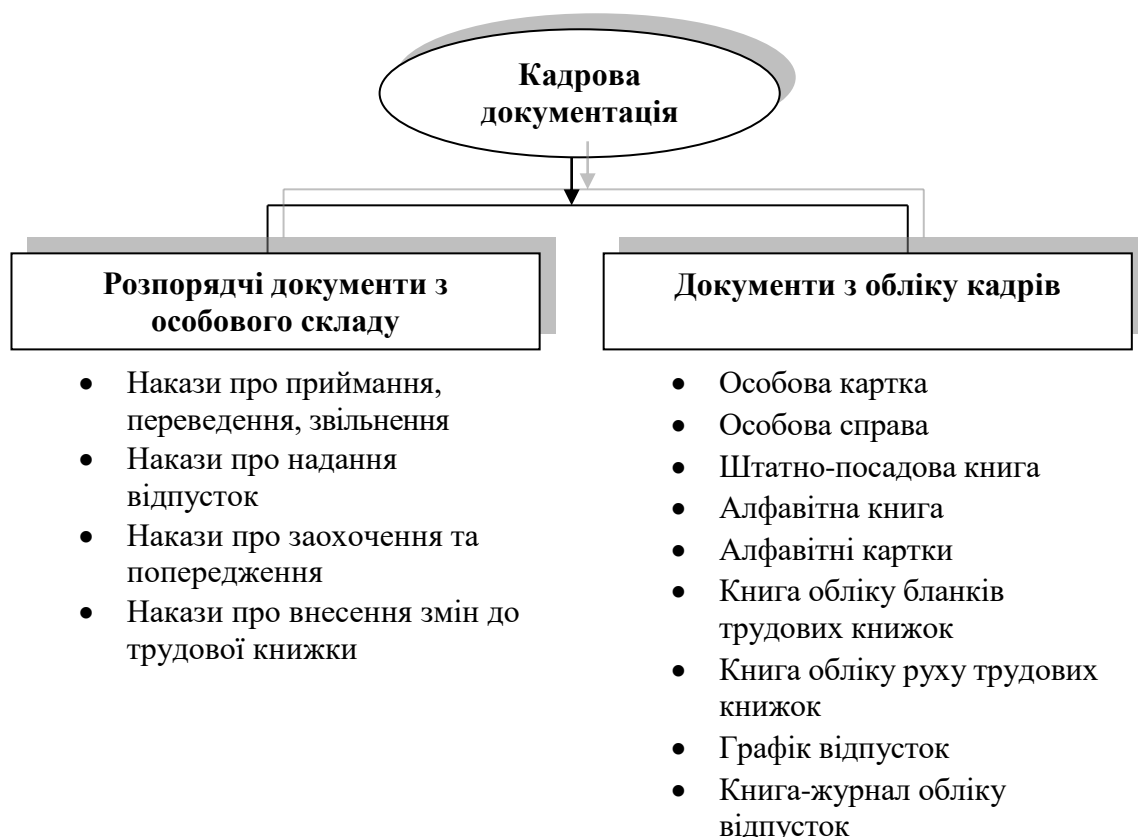 Кадрова
документація
Розпорядчі документи з
особового складу
• Накази про приймання,
переведення, звільнення
• Накази про надання
відпусток
• Накази про заохочення та
попередження
• Накази про внесення змін до
трудової книжки
Документи з обліку кадрів
• Особова картка
• Особова справа
• Штатно-посадова книга
• Алфавітна книга
• Алфавітні картки
• Книга обліку бланків
трудових книжок
• Книга обліку руху трудових
книжок
• Графік відпусток
• Книга-журнал обліку
відпусток